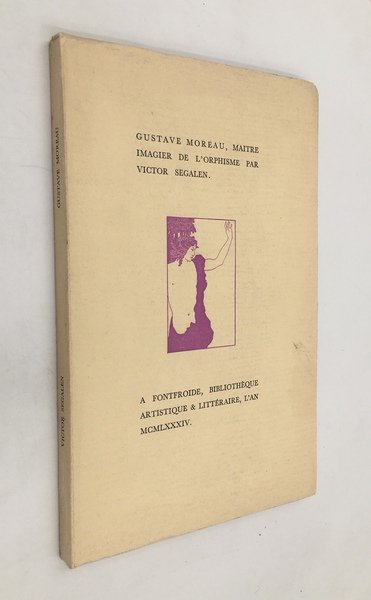 GUSTAVE MOREAU, MAITRE
IMAGIER DE L'ORPHISME PAR
VICTOR SEGALEN.
A FONTFROIDE, BIBLIOTHÈQUE
ARTISTIQUE & LITTÉRAIRE, L'AN
MCMLXXXIV.
GUSTAVE MOREAU
VICTOR SEGALEN